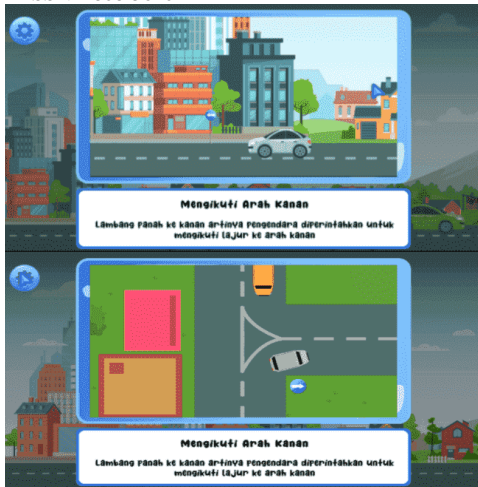 Mengikuti Arah Kanan
Lambang panah ke kanan artinya pengendara diperintahkan untuk
mengikuti lajur ke arah kanan
Mengikuti Arah Kanan
Lambang panah ke kanan artinya pengendara diperintahkan untuk
mengikuti lajur ke arah kanan